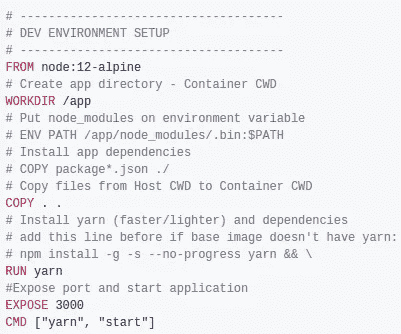 # -----------------------------------
# DEV ENVIRONMENT SETUP
# -----------------------------------
FROM node:12-alpine
# Create app directory - Container CWD
WORKDIR /app
# Put node_modules on environment variable
# ENV PATH /app/node_modules/.bin:$PATH
# Install app dependencies
# COPY package*.json ./
# Copy files from Host CWD to Container CWD
COPY . .
# Install yarn (faster/lighter) and dependencies
# add this line before if base image doesn't have yarn:
# npm install -g -s --no-progress yarn && \
RUN yarn
#Expose port and start application
EXPOSE 3000
CMD ["yarn", "start"]